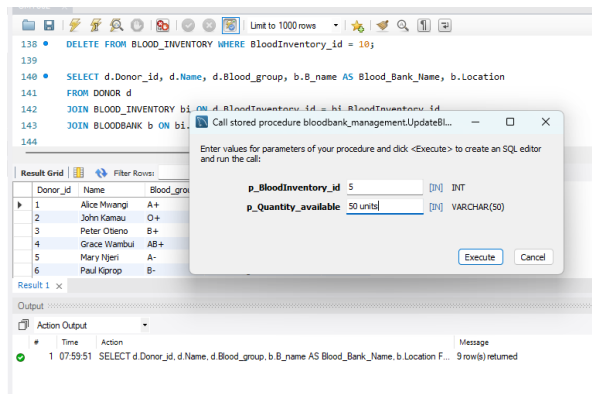 Limit to 1000 rows
138 DELETE FROM BLOOD_INVENTORY WHERE BloodInventory_id = 10;
139
140 SELECT d.Donor_id, d.Name, d.Blood_group, b.B_name AS Blood_Bank_Name, b.Location
141 FROM DONOR d
142 JOIN BLOOD_INVENTORY bi ON d.BloodInventory_id = bi.BloodInventory_id
143 JOIN BLOODBANK b ON bi.
144
Call stored procedure bloodbank_management.UpdateBl...
Enter values for parameters of your procedure and click <Execute> to create an SQL editor
and run the call:
p_BloodInventory_id 5 [IN] INT
p_Quantity_available 50 units [IN] VARCHAR(50)
Execute Cancel
Result Grid Filter Rows:
Donor_id Name Blood_grou
1 Alice Mwangi A+
2 John Kamau O+
3 Peter Otieno B+
4 Grace Wambui AB+
5 Mary Njeri A-
6 Paul Kiprop B-
Result 1
Output
Action Output
# Time Action Message
1 07:59:51 SELECT d.Donor_id, d.Name, d.Blood_group, b.B_name AS Blood_Bank_Name, b.Location F... 9 row(s) returned